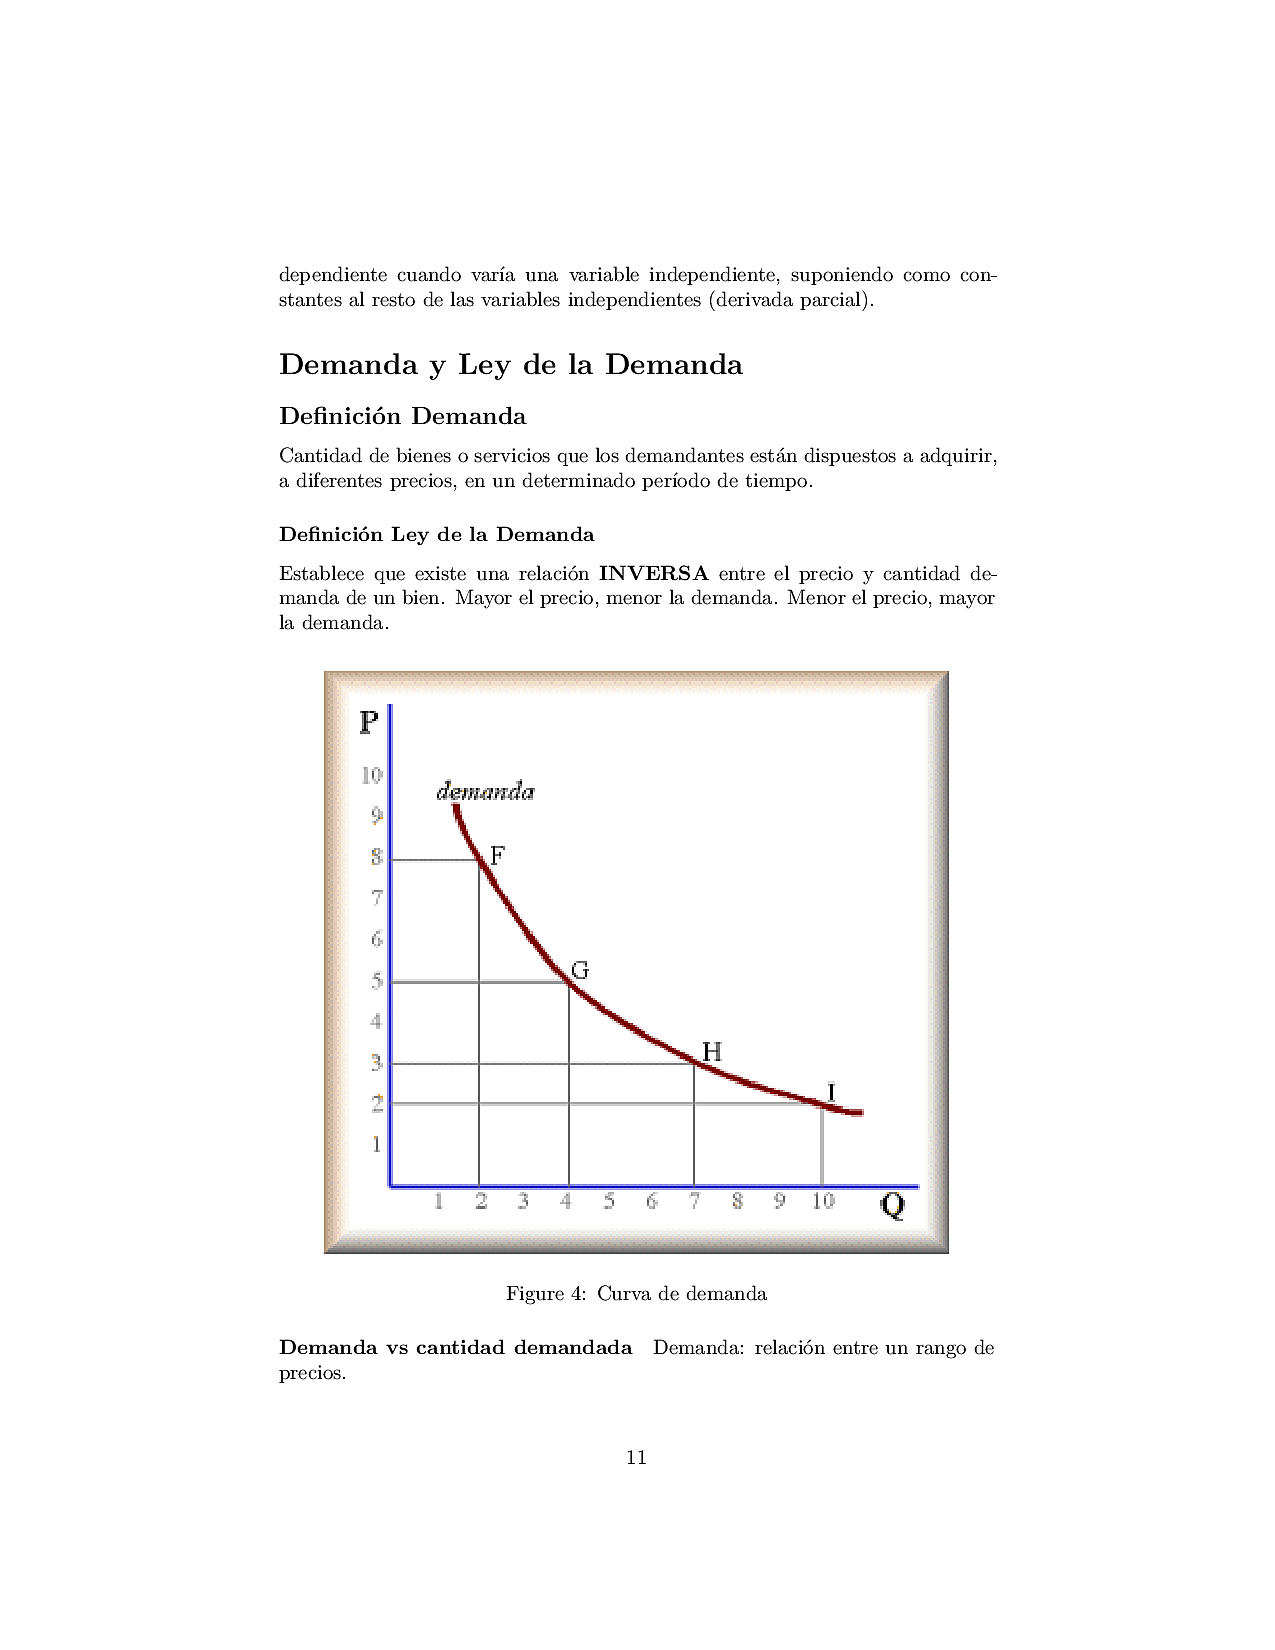 dependiente cuando varía una variable independiente, suponiendo como con-
stantes al resto de las variables independientes (derivada parcial).
Demanda y Ley de la Demanda
Definición Demanda
Cantidad de bienes o servicios que los demandantes están dispuestos a adquirir,
a diferentes precios, en un determinado período de tiempo.
Definición Ley de la Demanda
Establece que existe una relación INVERSA entre el precio y cantidad de-
manda de un bien. Mayor el precio, menor la demanda. Menor el precio, mayor
la demanda.
P
10
demanda
9
8 F
7
6
5 G
4
3 H
2 I
1
1 2 3 4 5 6 7 8 9 10 Q
Figure 4: Curva de demanda
Demanda vs cantidad demandada Demanda: relación entre un rango de
precios.
11